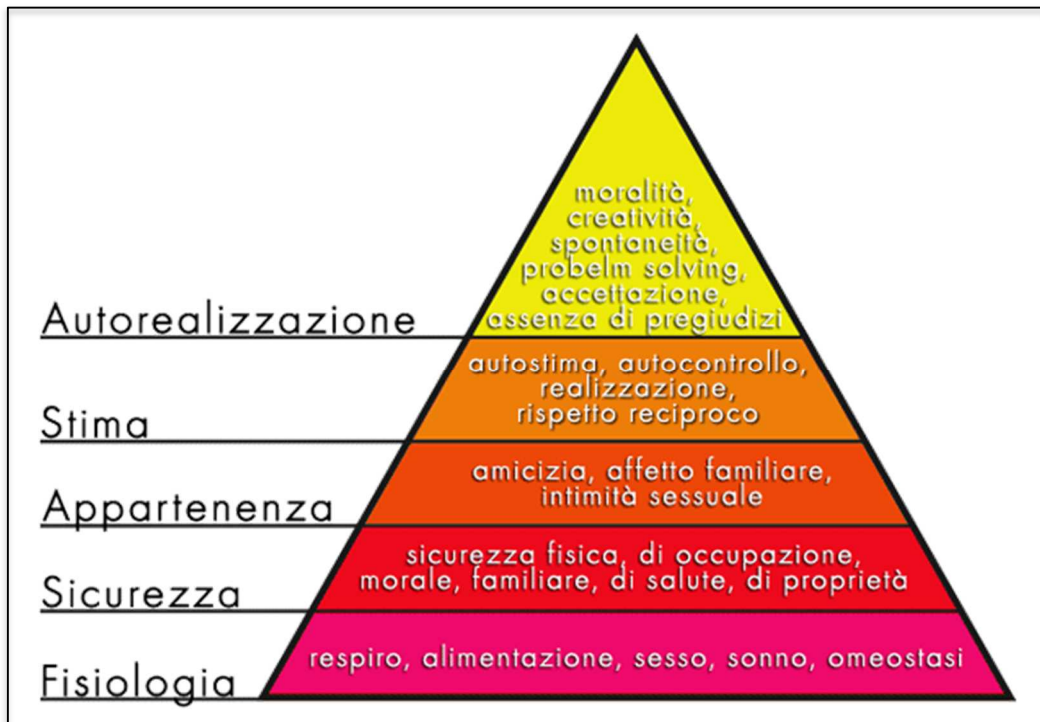 moralità,
creatività,
spontaneità,
probelm solving,
accettazione,
assenza di pregiudizi
Autorealizzazione
autostima, autocontrollo,
realizzazione,
rispetto reciproco
Stima
amicizia, affetto familiare,
intimità sessuale
Appartenenza
sicurezza fisica, di occupazione,
morale, familiare, di salute, di proprietà
Sicurezza
respiro, alimentazione, sesso, sonno, omeostasi
Fisiologia